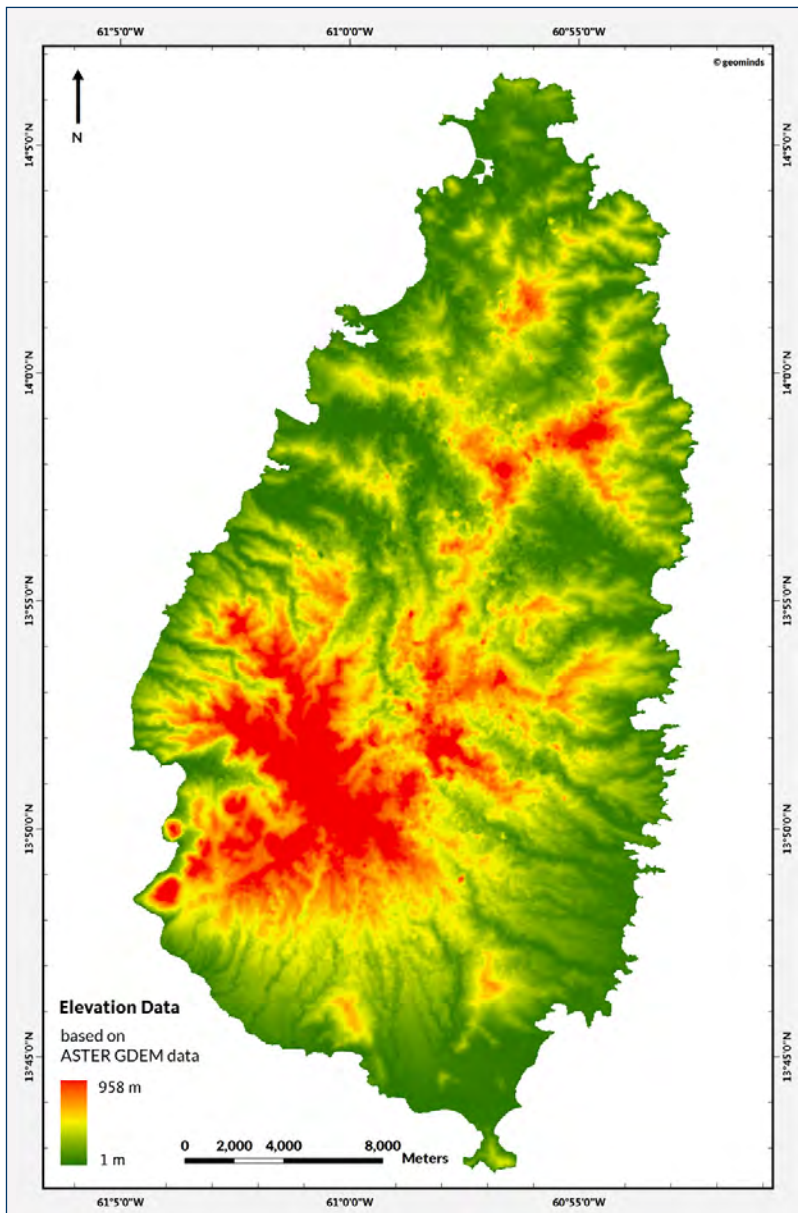 61°5'0"W 61°0'0"W 60°55'0"W
© geominds
N
14°5'0"N 14°5'0"N
14°0'0"N 14°0'0"N
13°55'0"N 13°55'0"N
13°50'0"N 13°50'0"N
13°45'0"N 13°45'0"N
Elevation Data
based on
ASTER GDEM data
958 m
1 m
0 2,000 4,000 8,000
Meters
61°5'0"W 61°0'0"W 60°55'0"W